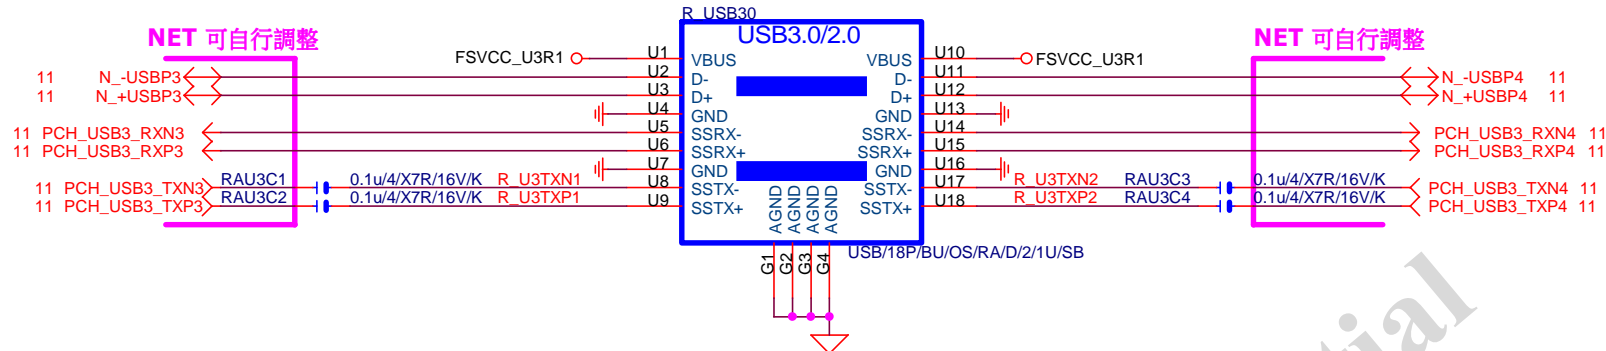 R_USB30
USB3.0/2.0
NET 可自行調整
NET 可自行調整
FSVCC_U3R1 U1 VBUS VBUS U10 FSVCC_U3R1
11 N_-USBP3 U2 D- D- U11 N_-USBP4 11
11 N_+USBP3 U3 D+ D+ U12 N_+USBP4 11
U4 GND GND U13
11 PCH_USB3_RXN3 U5 SSRX- SSRX- U14 PCH_USB3_RXN4 11
11 PCH_USB3_RXP3 U6 SSRX+ SSRX+ U15 PCH_USB3_RXP4 11
U7 GND GND U16
11 PCH_USB3_TXN3 RAU3C1 0.1u/4/X7R/16V/K R_U3TXN1 U8 SSTX- SSTX- U17 R_U3TXN2 RAU3C3 0.1u/4/X7R/16V/K PCH_USB3_TXN4 11
11 PCH_USB3_TXP3 RAU3C2 0.1u/4/X7R/16V/K R_U3TXP1 U9 SSTX+ SSTX+ U18 R_U3TXP2 RAU3C4 0.1u/4/X7R/16V/K PCH_USB3_TXP4 11
AGND AGND AGND AGND
G1 G2 G3 G4
USB/18P/BU/OS/RA/D/2/1U/SB
tial